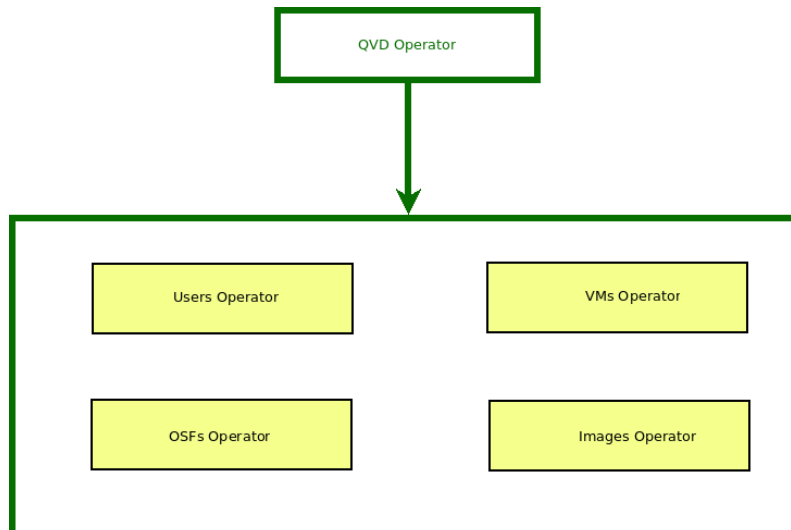 QVD Operator
Users Operator
VMs Operator
OSFs Operator
Images Operator